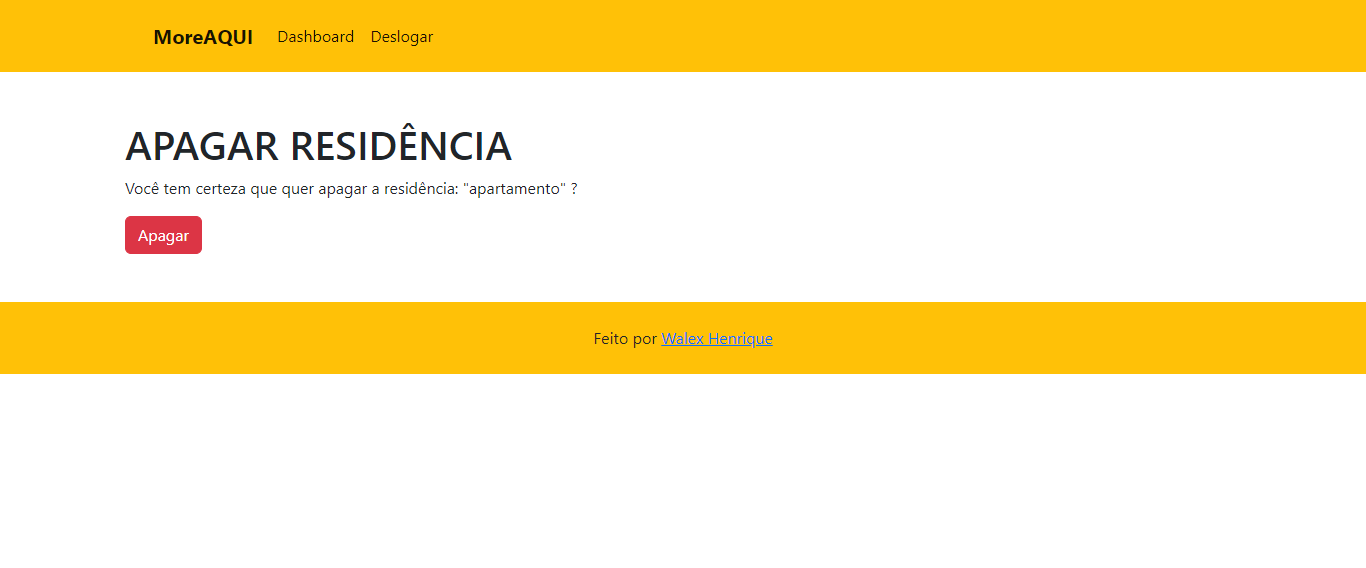 MoreAQUI Dashboard Deslogar
APAGAR RESIDÊNCIA
Você tem certeza que quer apagar a residência: "apartamento" ?
Apagar
Feito por Walex Henrique